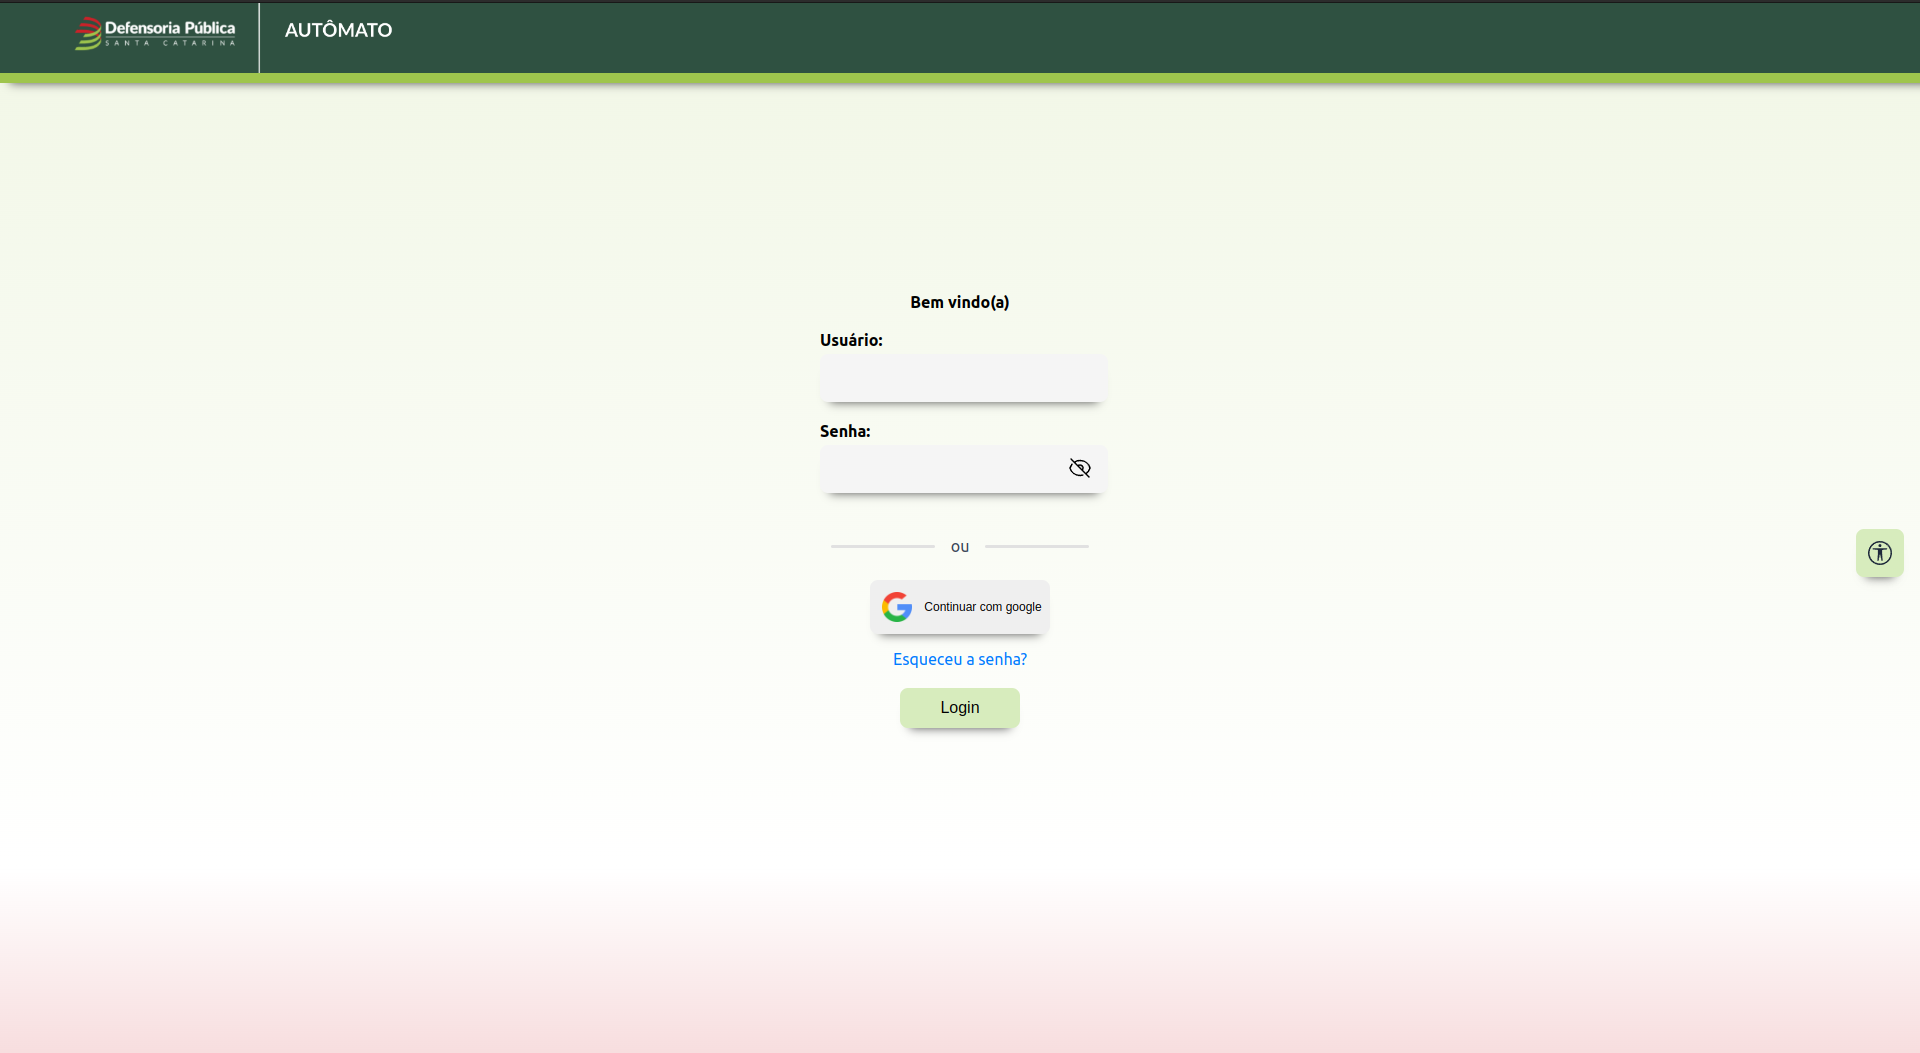 Defensoria Pública
SANTA CATARINA
AUTÔMATO
Bem vindo(a)
Usuário:
Senha:
ou
Continuar com google
Esqueceu a senha?
Login